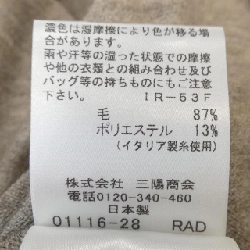 濃色は湿摩擦により色が移る場
合があります。
雨や汗等の湿った状態での摩擦
や他の衣類との組み合わせ及び
バッグ等の持ちものにもご注意
下さい。 IR-53F
毛 87%
ポリエステル 13%
(イタリア製糸使用)
株式会社 三陽商会
電話0120-340-460
日本製
01116-28 RAD